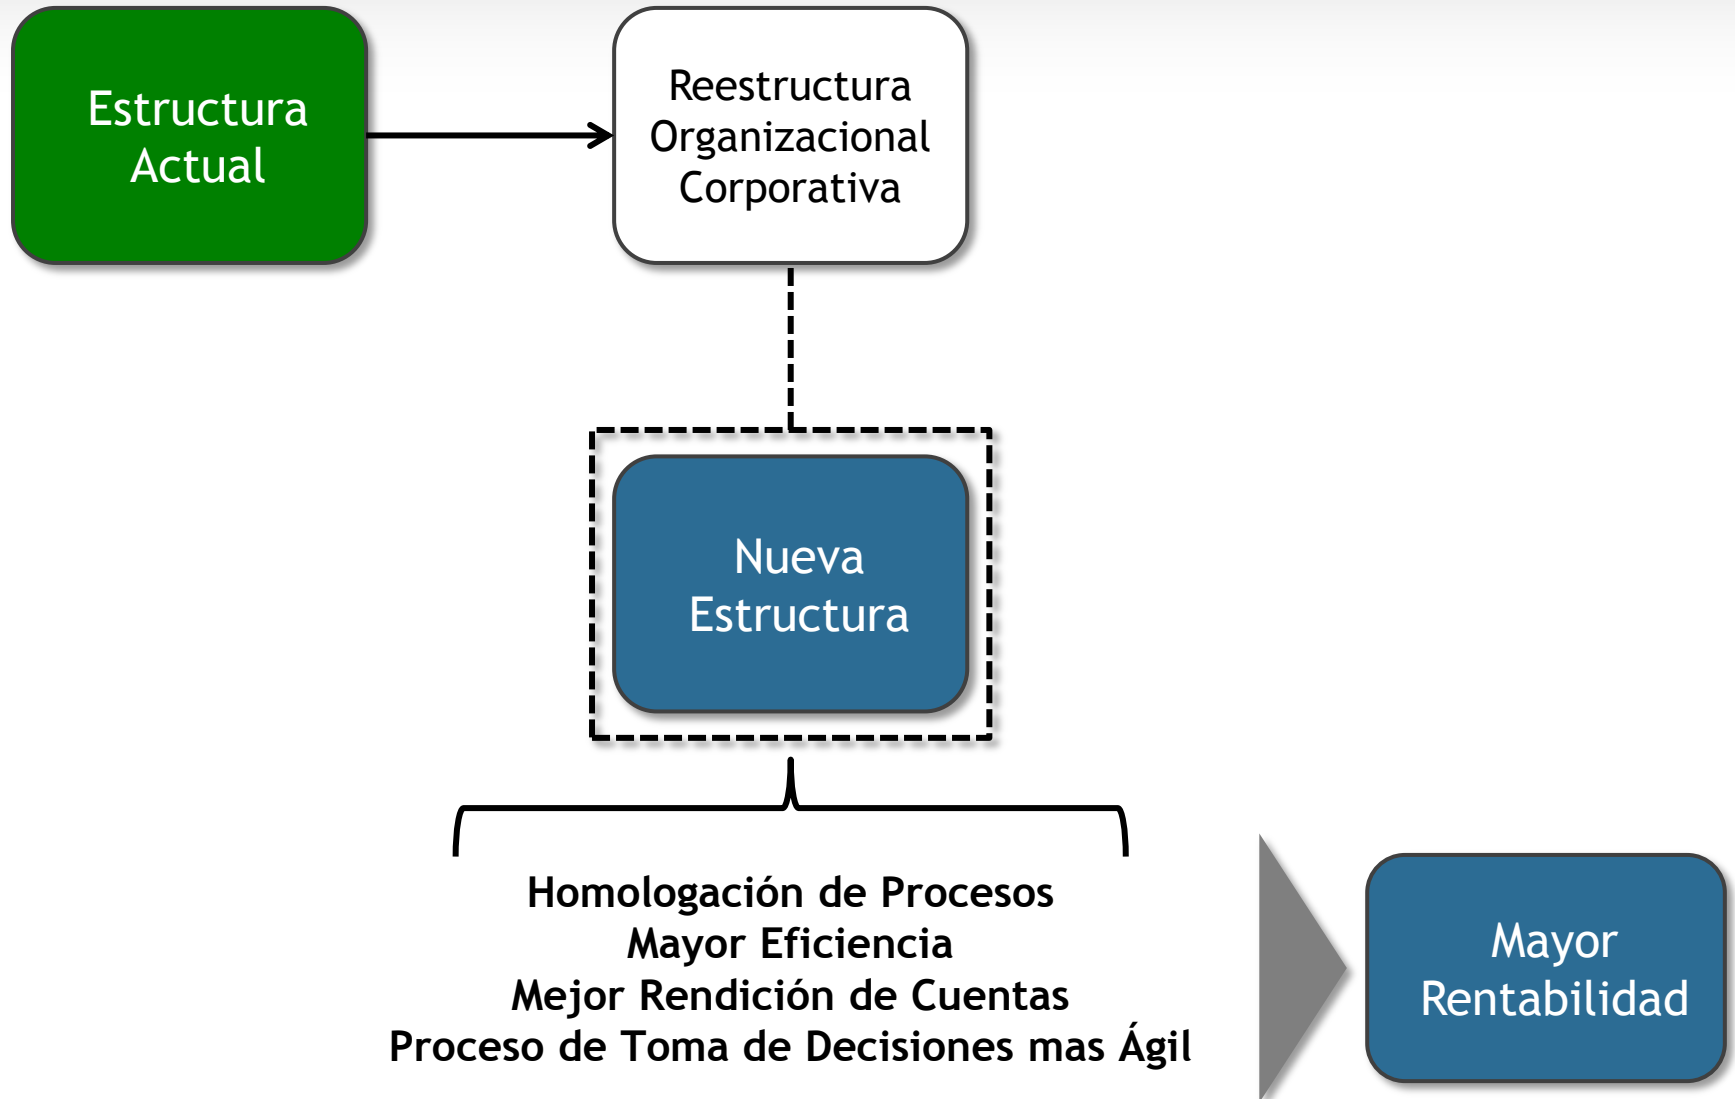 Estructura
Actual
Reestructura
Organizacional
Corporativa
Nueva
Estructura
Homologación de Procesos
Mayor Eficiencia
Mejor Rendición de Cuentas
Proceso de Toma de Decisiones mas Ágil
Mayor
Rentabilidad